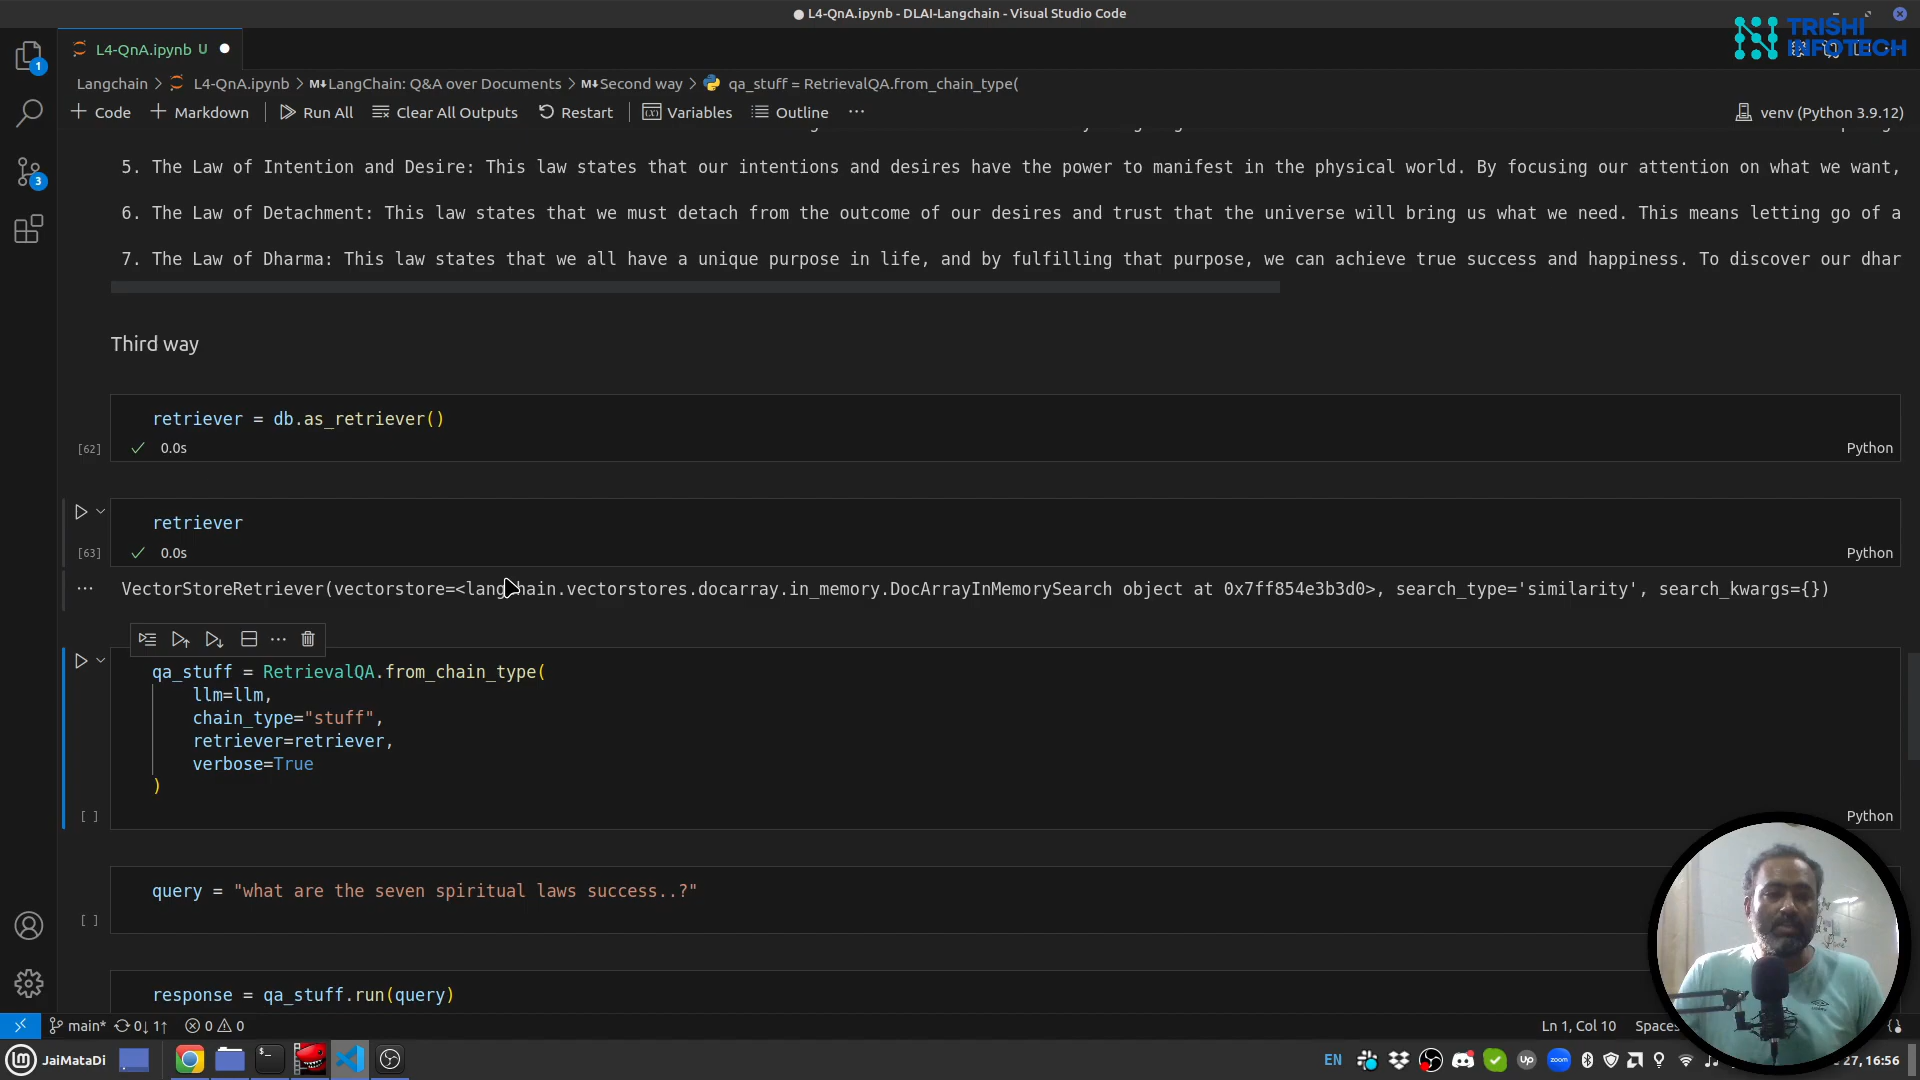 L4-QnA.ipynb - DLAI-Langchain - Visual Studio Code
TRISHI INFOTECH
L4-QnA.ipynb U
1
Langchain > L4-QnA.ipynb > M↓LangChain: Q&A over Documents > M↓Second way > qa_stuff = RetrievalQA.from_chain_type(
+ Code + Markdown Run All Clear All Outputs Restart Variables Outline ··· venv (Python 3.9.12)
5. The Law of Intention and Desire: This law states that our intentions and desires have the power to manifest in the physical world. By focusing our attention on what we want,
3
6. The Law of Detachment: This law states that we must detach from the outcome of our desires and trust that the universe will bring us what we need. This means letting go of a
7. The Law of Dharma: This law states that we all have a unique purpose in life, and by fulfilling that purpose, we can achieve true success and happiness. To discover our dhar
Third way
retriever = db.as_retriever()
[62] 0.0s Python
retriever
[63] 0.0s Python
VectorStoreRetriever(vectorstore=<langchain.vectorstores.docarray.in_memory.DocArrayInMemorySearch object at 0x7ff854e3b3d0>, search_type='similarity', search_kwargs={})
qa_stuff = RetrievalQA.from_chain_type(
llm=llm,
chain_type="stuff",
retriever=retriever,
verbose=True
)
[ ] Python
query = "what are the seven spiritual laws success..?"
[ ]
response = qa_stuff.run(query)
main* 0↓ 1↑ 0 0 Ln 1, Col 10 Spaces
JaiMataDi EN Up zoom 27, 16:56